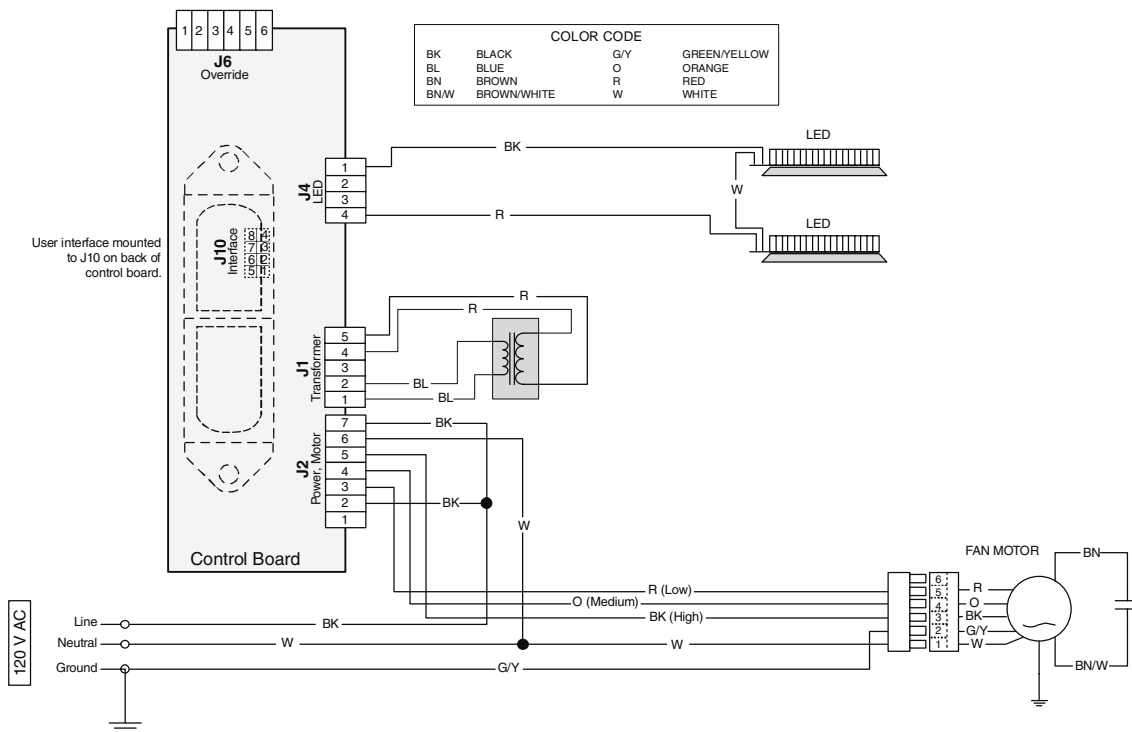 1 2 3 4 5 6
J6
Override
COLOR CODE
BK BLACK G/Y GREEN/YELLOW
BL BLUE O ORANGE
BN BROWN R RED
BN/W BROWN/WHITE W WHITE
LED
BK
1
2
3
4
J4
LED
W
R
LED
User interface mounted
to J10 on back of
control board.
J10
Interface
8 4
7 3
6 2
5 1
R
R
5
4
3
2
1
J1
Transformer
BL
BL
7
6
5
4
3
2
1
J2
Power, Motor
BK
BK
W
Control Board
FAN MOTOR
BN
R (Low)
O (Medium)
BK (High)
6
5
4
3
2
1
R
O
BK
G/Y
W
BN/W
120 V AC
Line
BK
Neutral
W
W
Ground
G/Y